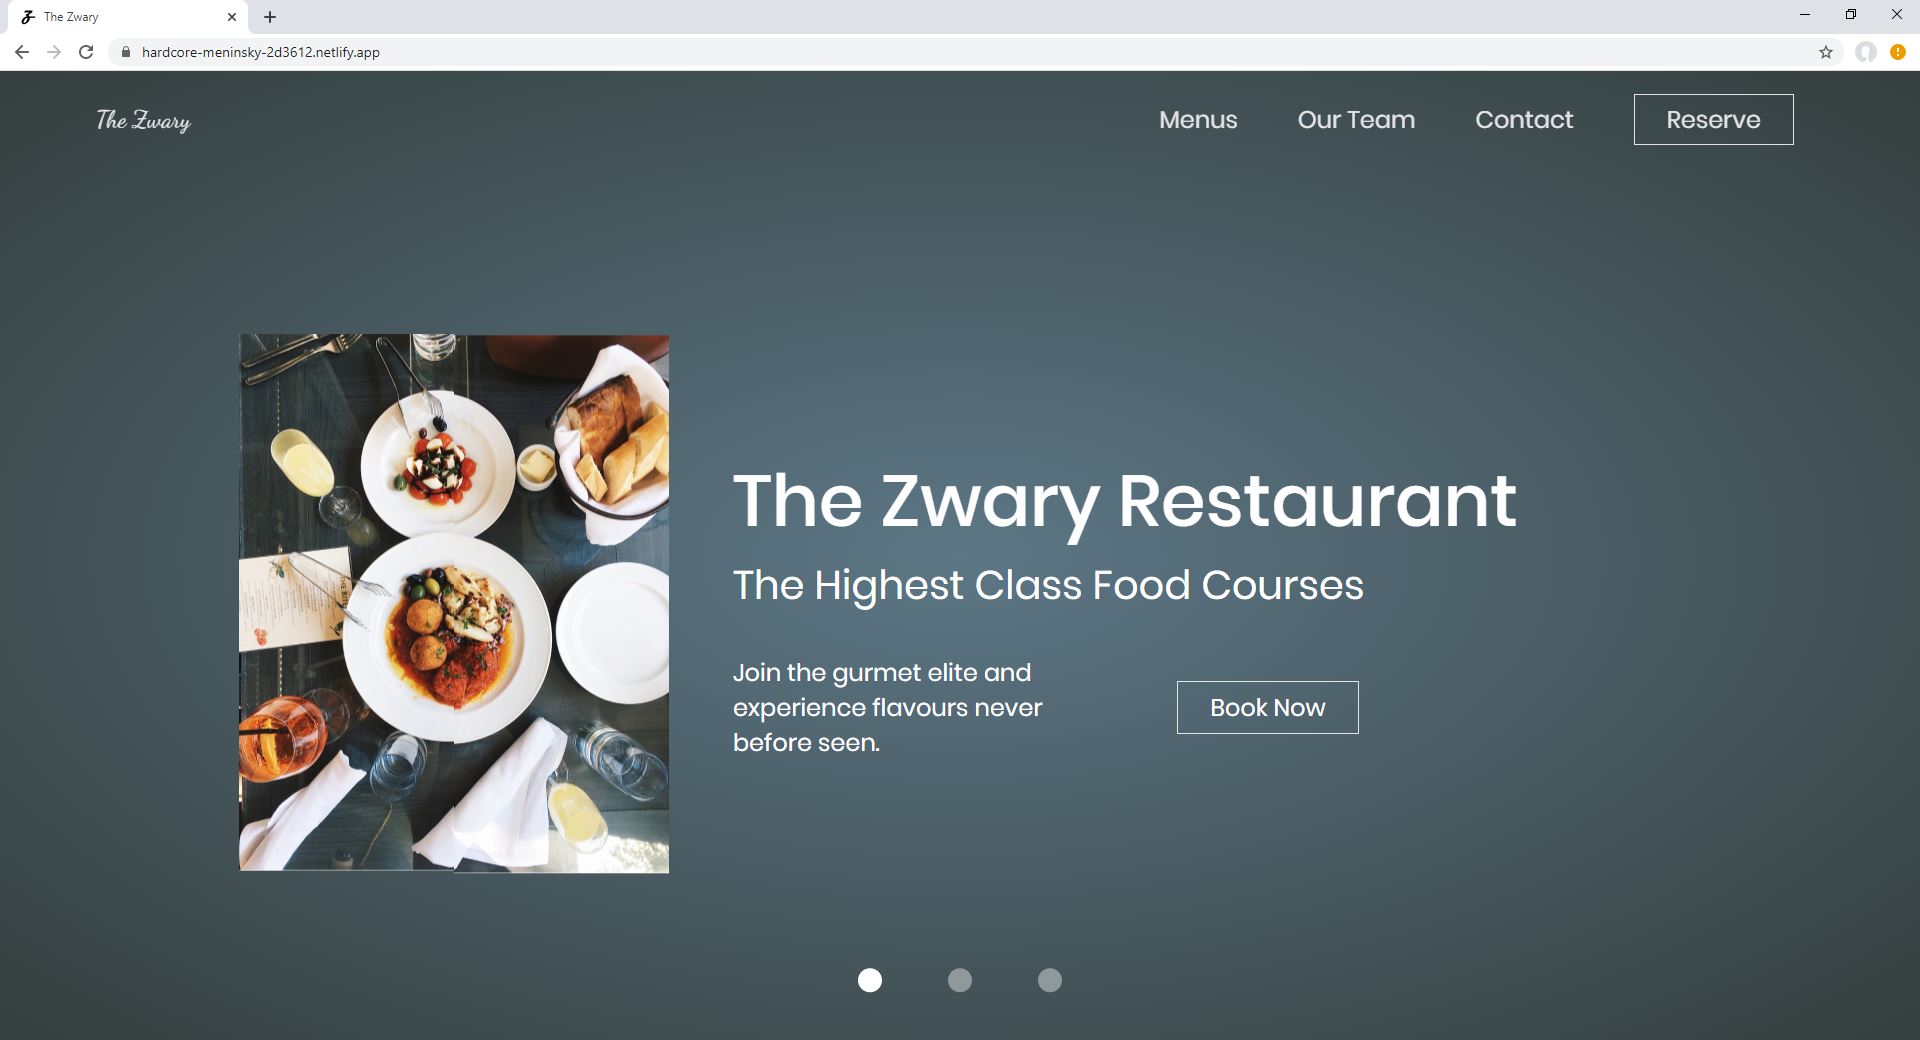 The Zwary
hardcore-meninsky-2d3612.netlify.app
The Zwary
Menus
Our Team
Contact
Reserve
The Zwary Restaurant
The Highest Class Food Courses
Join the gurmet elite and
experience flavours never
before seen.
Book Now